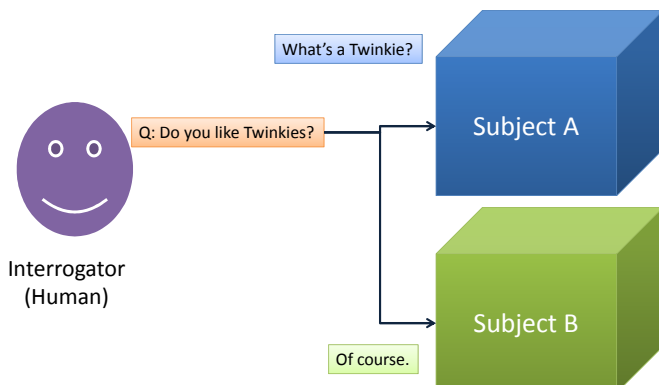 What's a Twinkie?
Subject A
Q: Do you like Twinkies?
Interrogator
(Human)
Subject B
Of course.